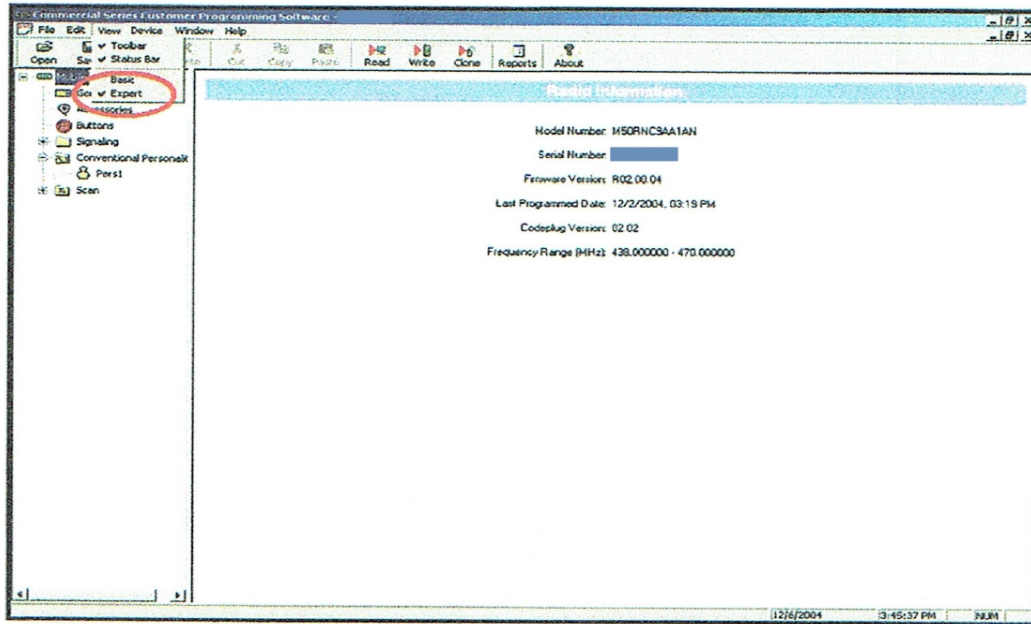 Commercial Series Customer Programming Software -
File Edit View Device Window Help
Open Cut Copy Paste Read Write Clone Reports About
Toolbar
Status Bar
Basic
Expert
Accessories
Buttons
Signaling
Conventional Personalit
Pers1
Scan
Radio Information
Model Number: M50RNC9AA1AN
Serial Number:
Firmware Version: R02.00.04
Last Programmed Date: 12/2/2004, 03:19 PM
Codeplug Version: 02.02
Frequency Range (MHz): 438.000000 - 470.000000
12/6/2004 3:45:37 PM NUM